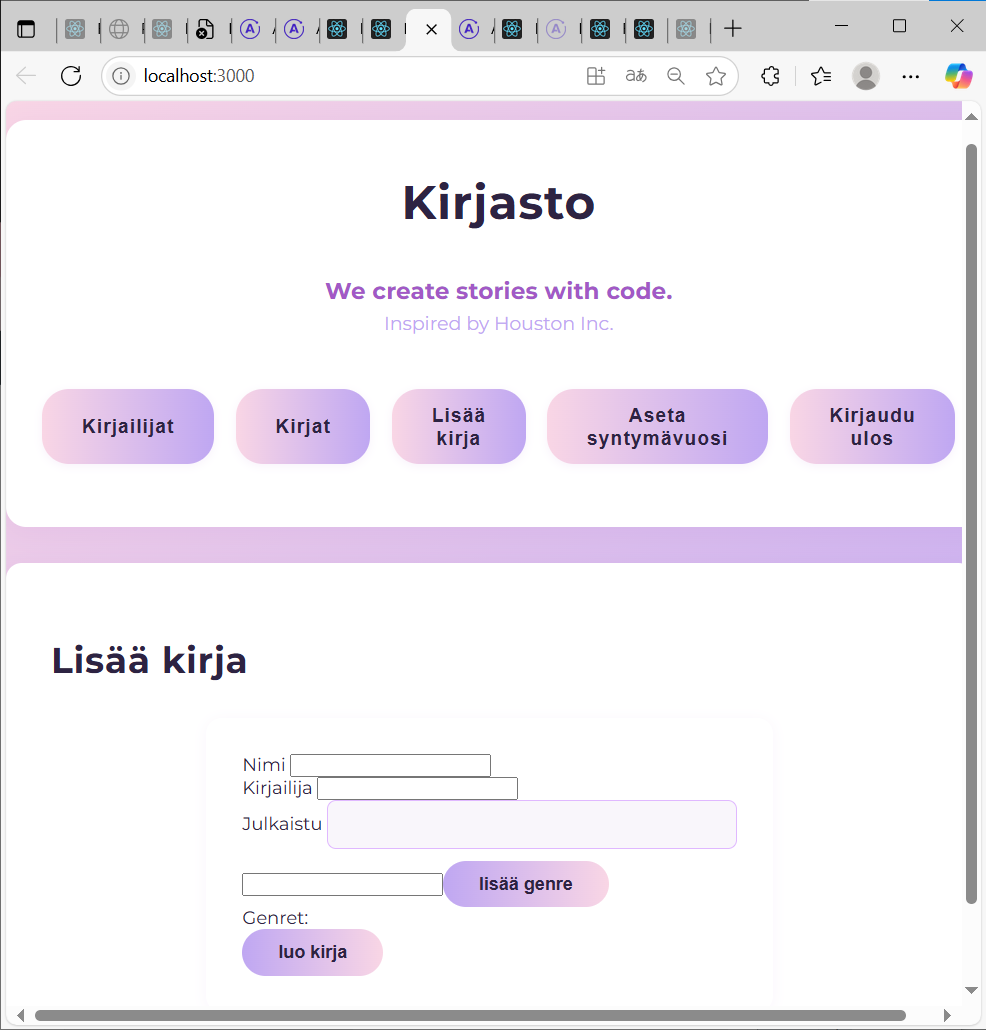 localhost:3000
Kirjasto
We create stories with code.
Inspired by Houston Inc.
Kirjailijat
Kirjat
Lisää
kirja
Aseta
syntymävuosi
Kirjaudu
ulos
Lisää kirja
Nimi
Kirjailija
Julkaistu
lisää genre
Genret:
luo kirja